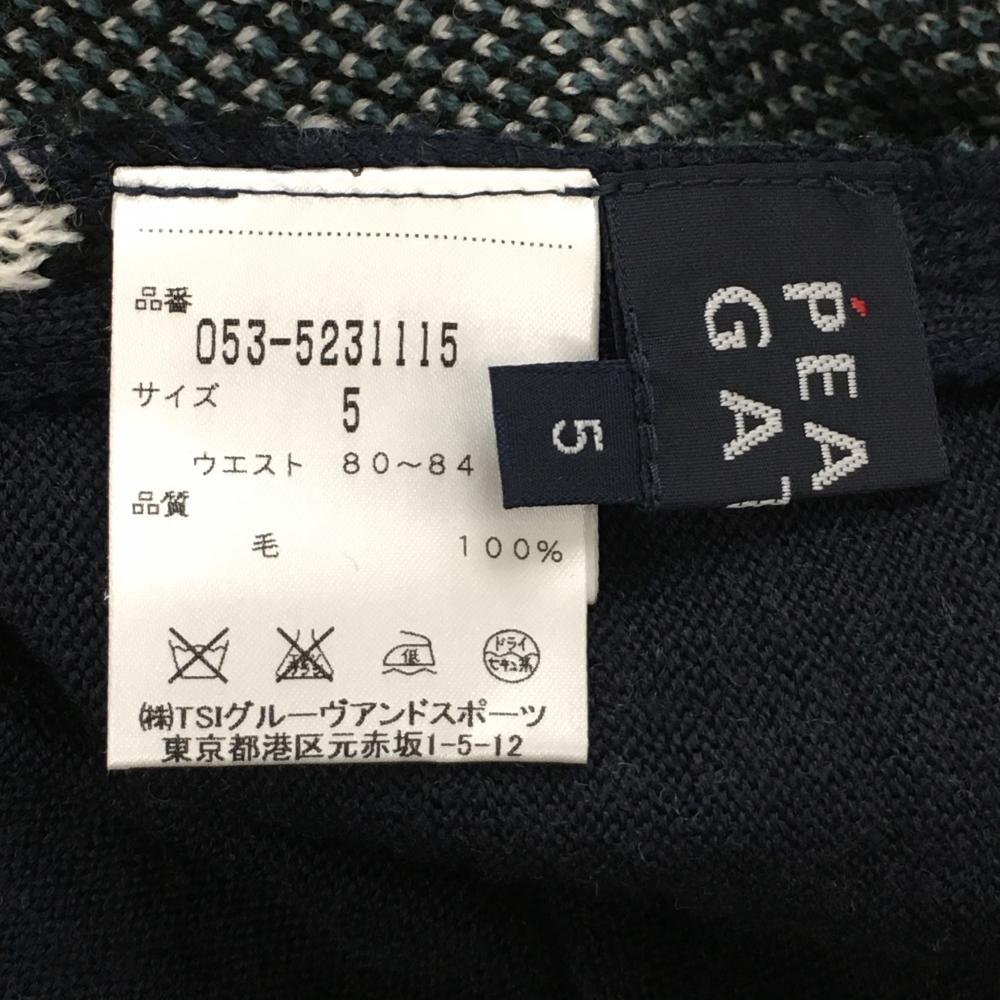 品番
053-5231115
サイズ 5
ウエスト 80～84
品質
毛 100%
低
ドライ
セキユ系
㈱TSIグルーヴアンドスポーツ
東京都港区元赤坂1-5-12
5
PEA
GA